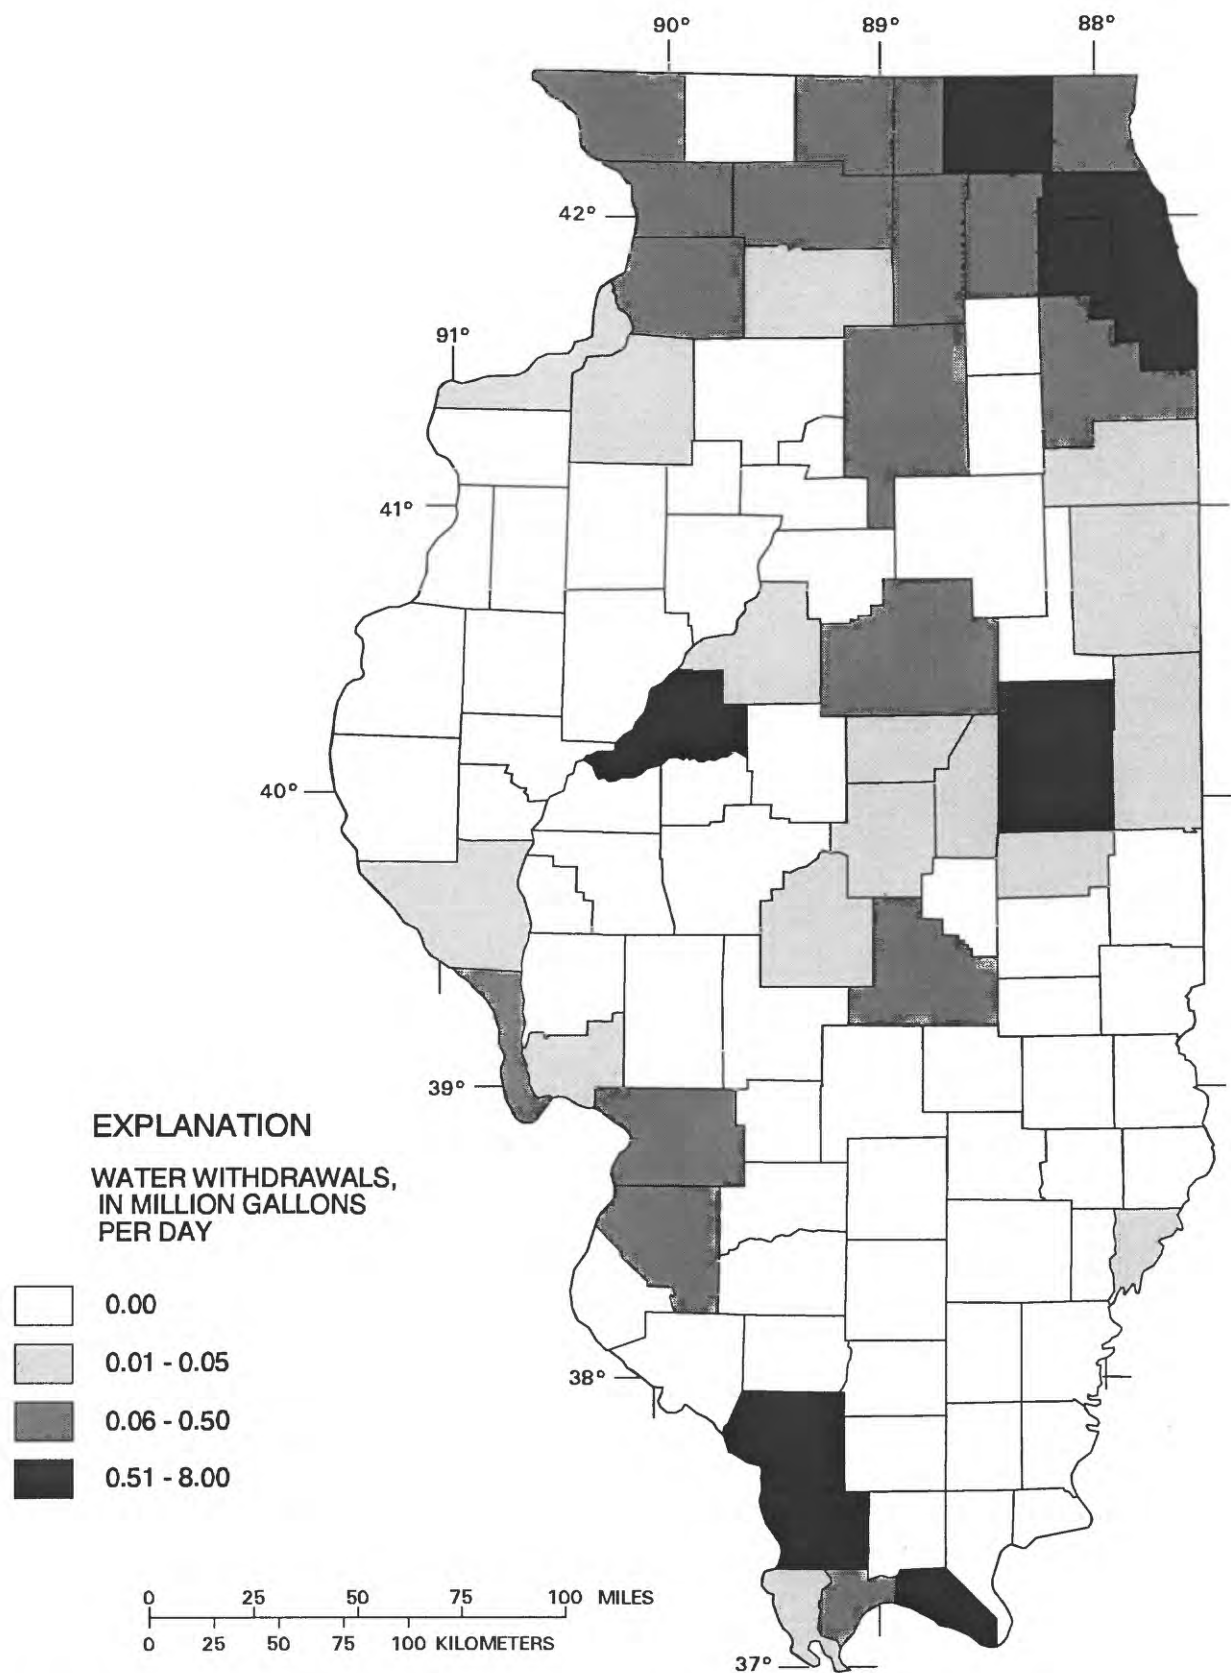 90° 89° 88°
42°
91°
41°
40°
39°
EXPLANATION
WATER WITHDRAWALS,
IN MILLION GALLONS
PER DAY
0.00
0.01 - 0.05
38°
0.06 - 0.50
0.51 - 8.00
0 25 50 75 100 MILES
0 25 50 75 100 KILOMETERS
37°